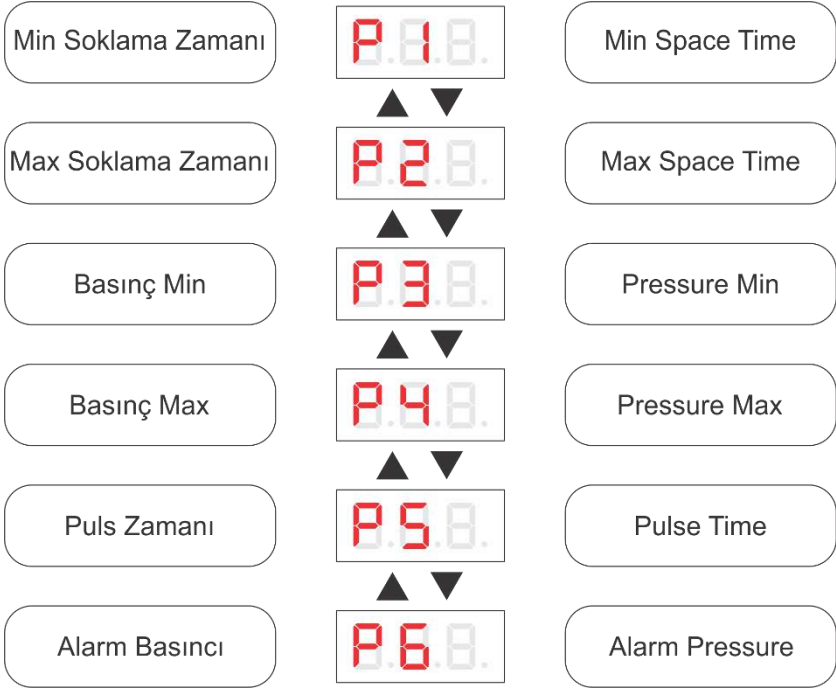 Min Soklama Zamanı P1 Min Space Time
Max Soklama Zamanı P2 Max Space Time
Basınç Min P3 Pressure Min
Basınç Max P4 Pressure Max
Puls Zamanı P5 Pulse Time
Alarm Basıncı P6 Alarm Pressure